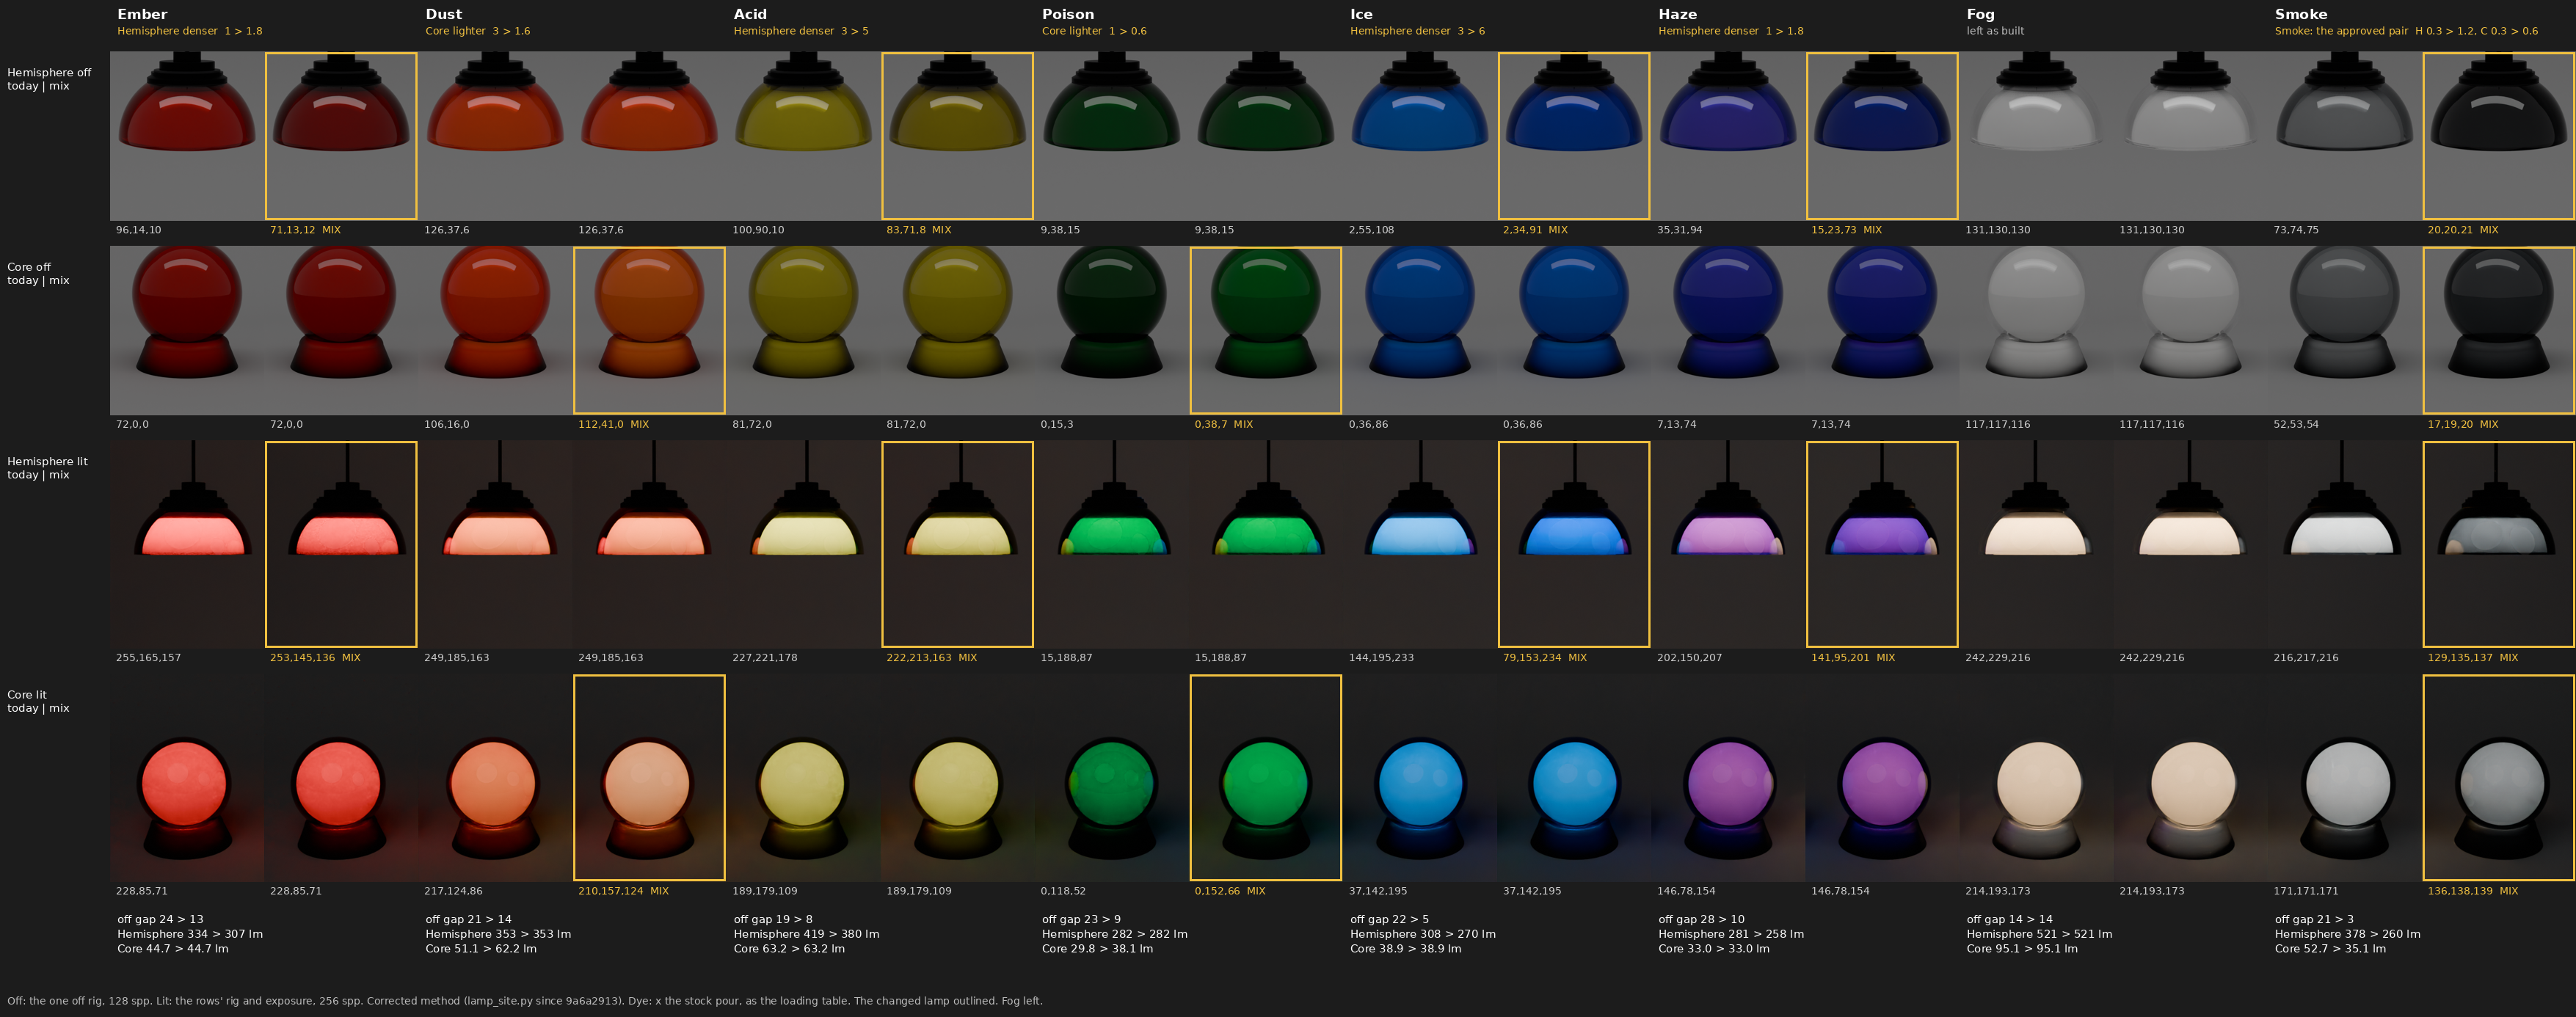 Ember
Hemisphere denser 1 > 1.8
Dust
Core lighter 3 > 1.6
Acid
Hemisphere denser 3 > 5
Poison
Core lighter 1 > 0.6
Ice
Hemisphere denser 3 > 6
Haze
Hemisphere denser 1 > 1.8
Fog
left as built
Smoke
Smoke: the approved pair H 0.3 > 1.2, C 0.3 > 0.6
Hemisphere off
today | mix
96,14,10
71,13,12 MIX
126,37,6
126,37,6
100,90,10
83,71,8 MIX
9,38,15
9,38,15
2,55,108
2,34,91 MIX
35,31,94
15,23,73 MIX
131,130,130
131,130,130
73,74,75
20,20,21 MIX
Core off
today | mix
72,0,0
72,0,0
106,16,0
112,41,0 MIX
81,72,0
81,72,0
0,15,3
0,38,7 MIX
0,36,86
0,36,86
7,13,74
7,13,74
117,117,116
117,117,116
52,53,54
17,19,20 MIX
Hemisphere lit
today | mix
255,165,157
253,145,136 MIX
249,185,163
249,185,163
227,221,178
222,213,163 MIX
15,188,87
15,188,87
144,195,233
79,153,234 MIX
202,150,207
141,95,201 MIX
242,229,216
242,229,216
216,217,216
129,135,137 MIX
Core lit
today | mix
228,85,71
228,85,71
217,124,86
210,157,124 MIX
189,179,109
189,179,109
0,118,52
0,152,66 MIX
37,142,195
37,142,195
146,78,154
146,78,154
214,193,173
214,193,173
171,171,171
136,138,139 MIX
off gap 24 > 13
Hemisphere 334 > 307 lm
Core 44.7 > 44.7 lm
off gap 21 > 14
Hemisphere 353 > 353 lm
Core 51.1 > 62.2 lm
off gap 19 > 8
Hemisphere 419 > 380 lm
Core 63.2 > 63.2 lm
off gap 23 > 9
Hemisphere 282 > 282 lm
Core 29.8 > 38.1 lm
off gap 22 > 5
Hemisphere 308 > 270 lm
Core 38.9 > 38.9 lm
off gap 28 > 10
Hemisphere 281 > 258 lm
Core 33.0 > 33.0 lm
off gap 14 > 14
Hemisphere 521 > 521 lm
Core 95.1 > 95.1 lm
off gap 21 > 3
Hemisphere 378 > 260 lm
Core 52.7 > 35.1 lm
Off: the one off rig, 128 spp. Lit: the rows' rig and exposure, 256 spp. Corrected method (lamp_site.py since 9a6a2913). Dye: x the stock pour, as the loading table. The changed lamp outlined. Fog left.